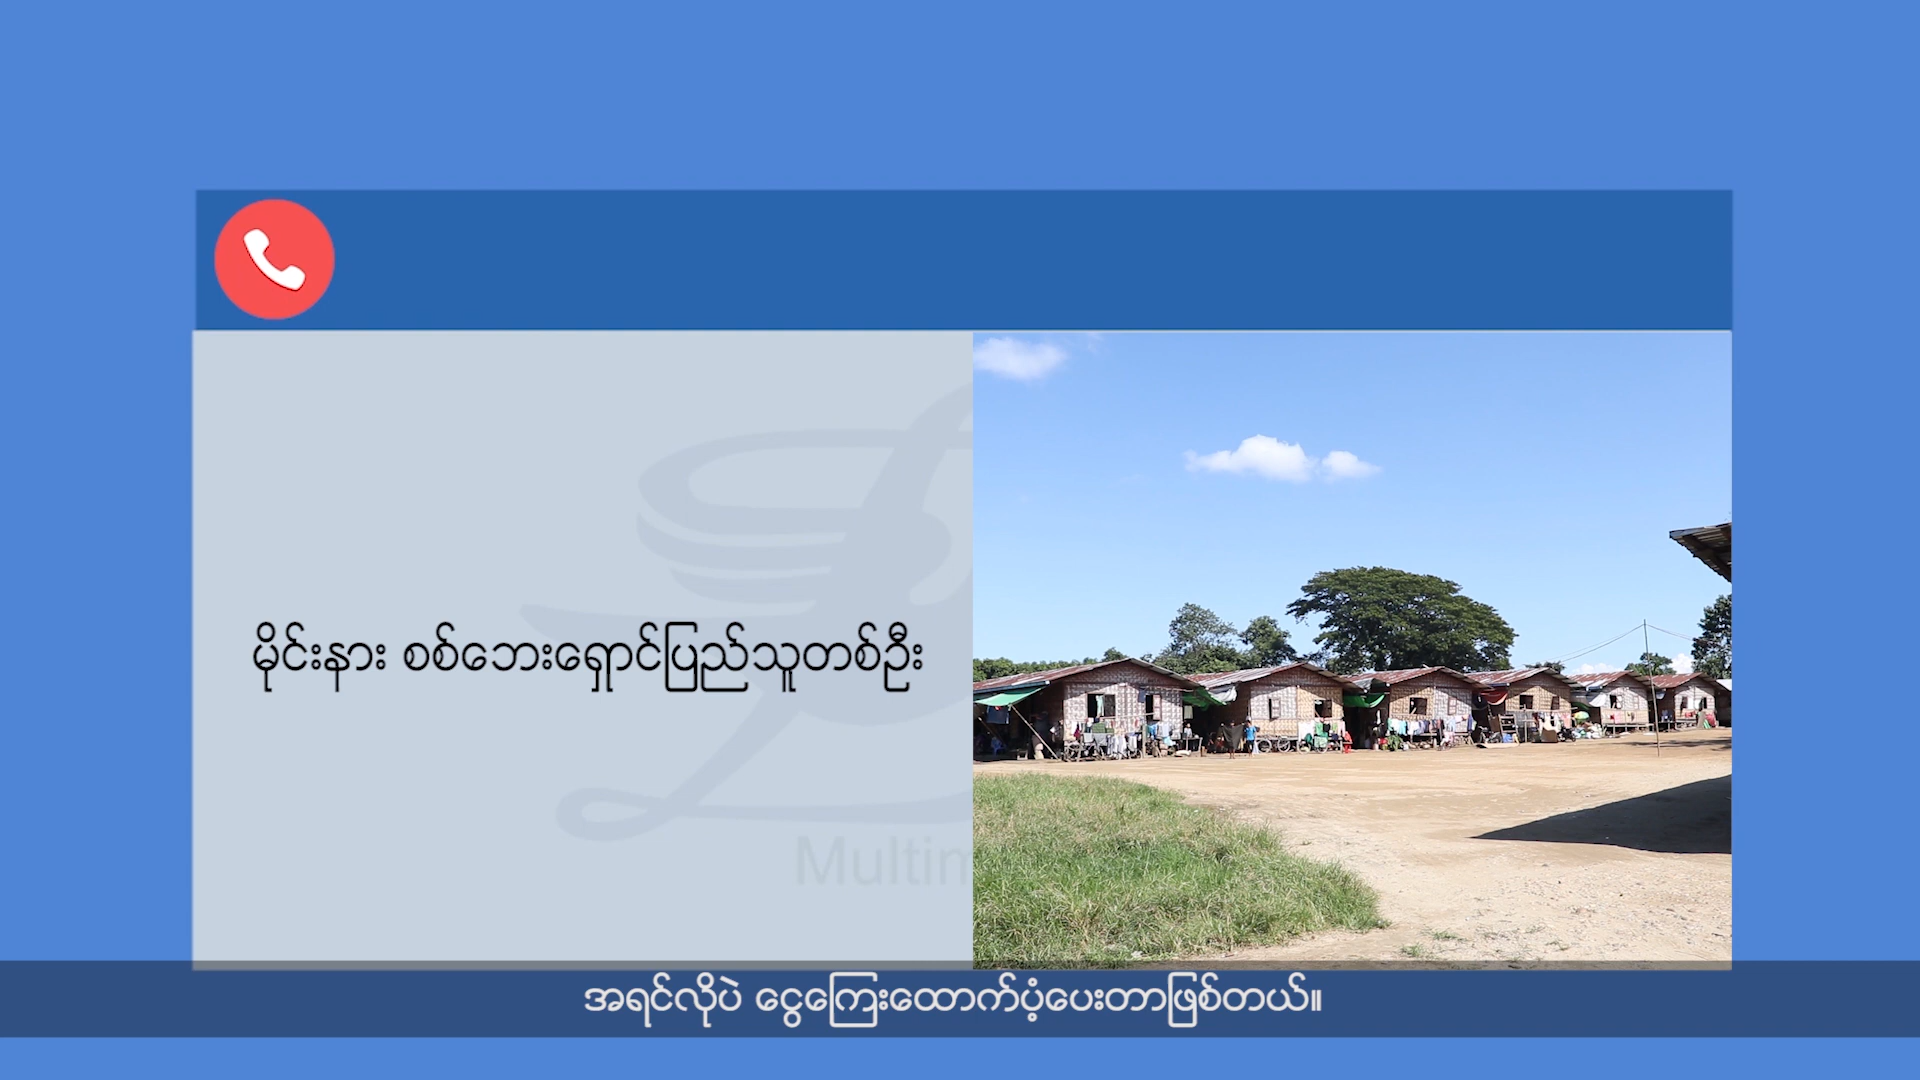 မိုင်းနား စစ်ဘေးရှောင်ပြည်သူတစ်ဦး
Multim
အရင်လိုပဲ ငွေကြေးထောက်ပံ့ပေးတာဖြစ်တယ်။